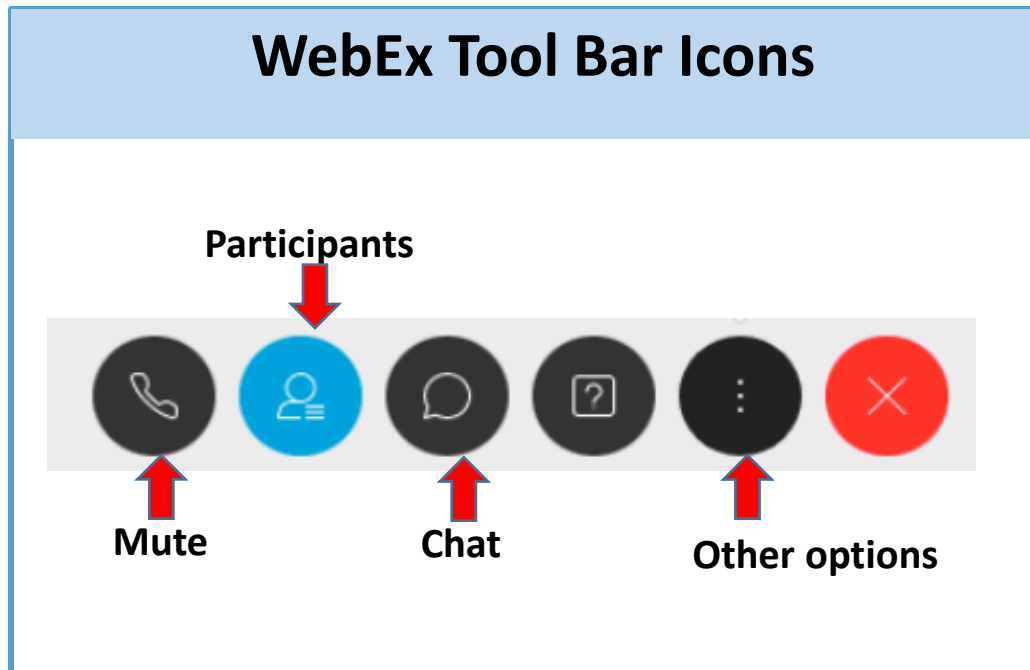 WebEx Tool Bar Icons
Participants
?
Mute
Chat
Other options